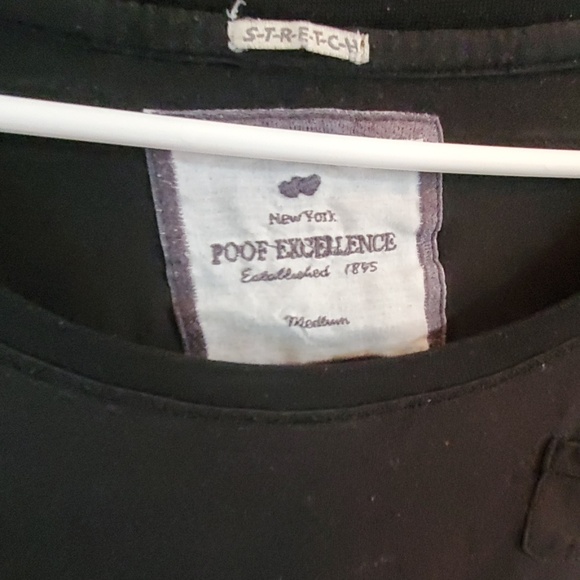 S-T-R-E-T-C-H
New York
POOF EXCELLENCE
Established 1895
Medium